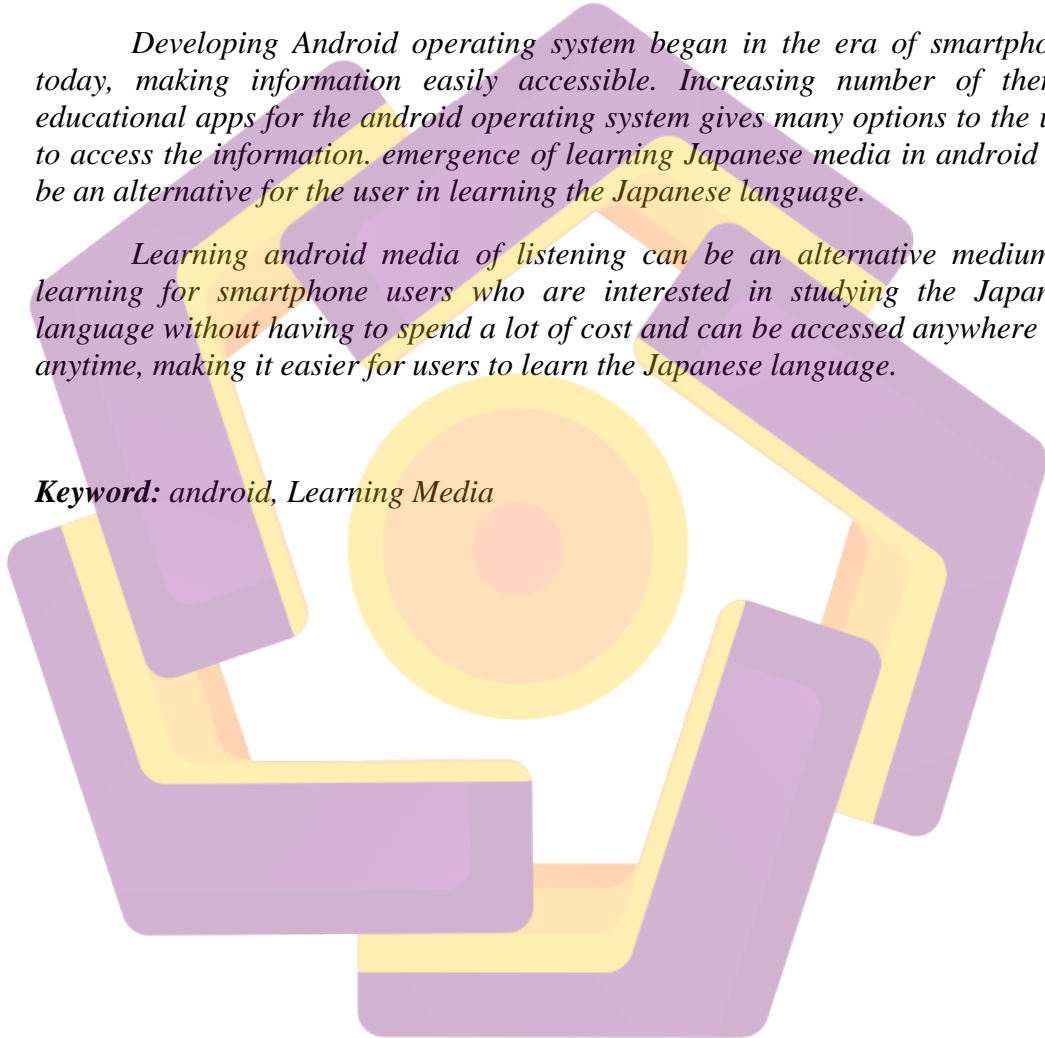 Developing Android operating system began in the era of smartpho
today, making information easily accessible. Increasing number of them
educational apps for the android operating system gives many options to the u
to access the information. emergence of learning Japanese media in android
be an alternative for the user in learning the Japanese language.
Learning android media of listening can be an alternative medium
learning for smartphone users who are interested in studying the Japan
language without having to spend a lot of cost and can be accessed anywhere
anytime, making it easier for users to learn the Japanese language.
Keyword: android, Learning Media